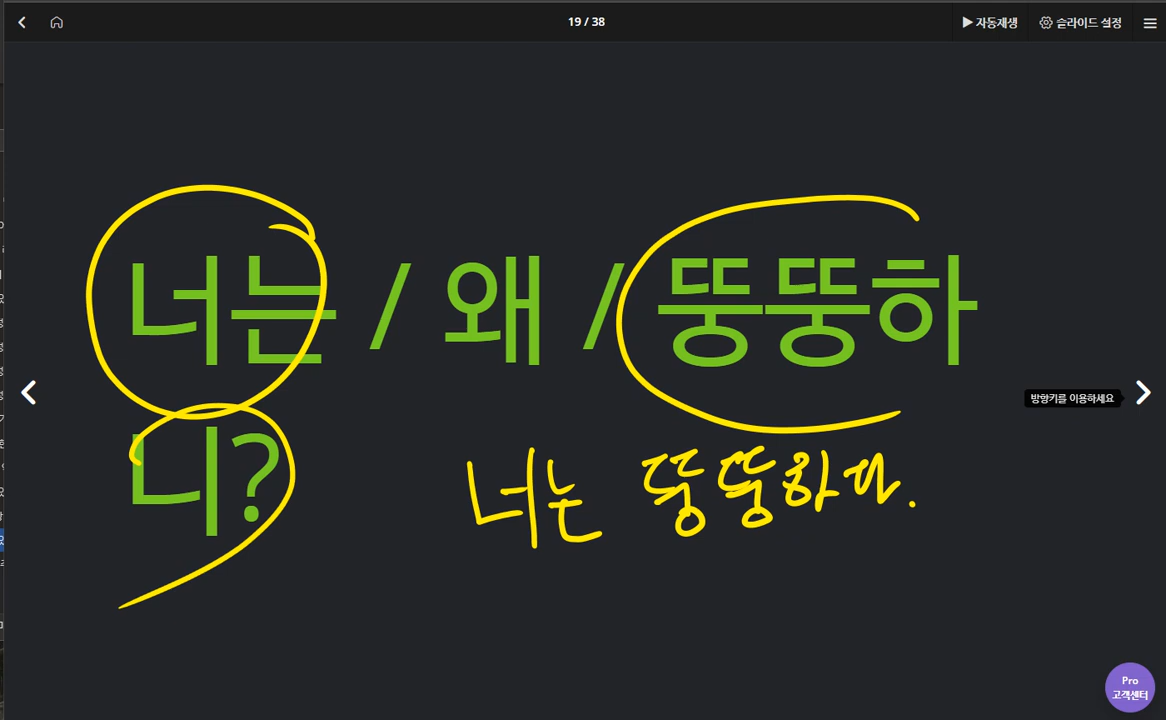 19 / 38
▶ 자동재생
슬라이드 설정
너는 / 왜 / 뚱뚱하
니?
방향키를 이용하세요
너는 뚱뚱하다.
Pro
고객센터